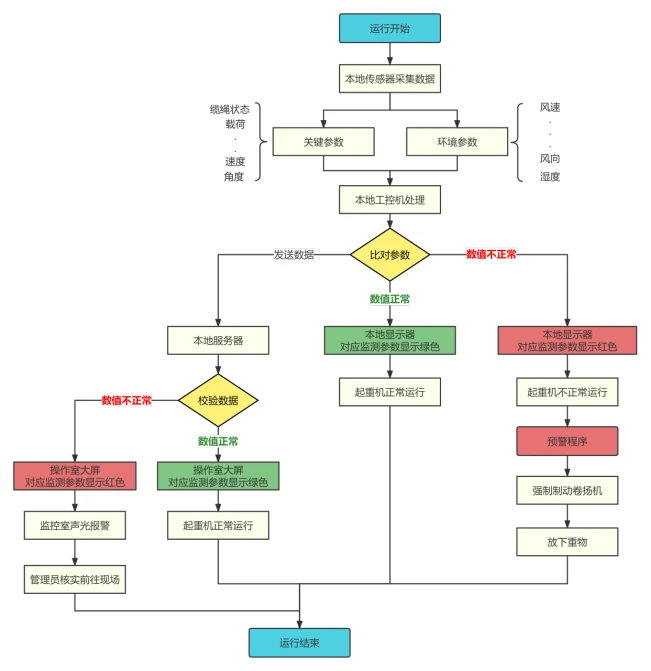 运行开始
本地传感器采集数据
缆绳状态
载荷
.
.
速度
角度
关键参数
环境参数
风速
.
.
.
风向
湿度
本地工控机处理
比对参数
发送数据
数值正常
数值不正常
本地服务器
本地显示器
对应监测参数显示绿色
本地显示器
对应监测参数显示红色
校验数据
起重机正常运行
起重机不正常运行
数值不正常
数值正常
预警程序
操作室大屏
对应监测参数显示红色
操作室大屏
对应监测参数显示绿色
强制制动卷扬机
监控室声光报警
起重机正常运行
放下重物
管理员核实前往现场
运行结束